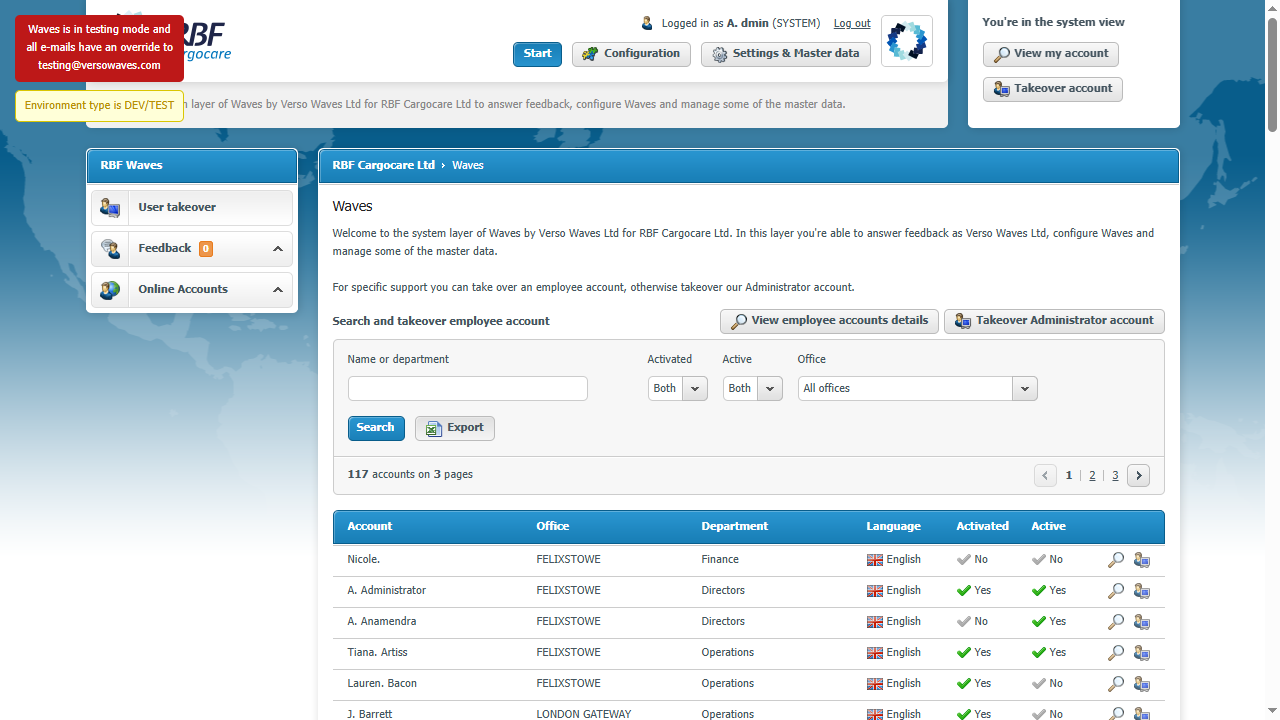 Waves is in testing mode and
all e-mails have an override to
testing@versowaves.com
Environment type is DEV/TEST
RBF
Logged in as A. dmin (SYSTEM)
Log out
Start
Configuration
Settings & Master data
layer of Waves by Verso Waves Ltd for RBF Cargocare Ltd to answer feedback, configure Waves and manage some of the master data.
You're in the system view
View my account
Takeover account
RBF Waves
User takeover
Feedback 0
Online Accounts
RBF Cargocare Ltd › Waves
Waves
Welcome to the system layer of Waves by Verso Waves Ltd for RBF Cargocare Ltd. In this layer you're able to answer feedback as Verso Waves Ltd, configure Waves and
manage some of the master data.
For specific support you can take over an employee account, otherwise takeover our Administrator account.
Search and takeover employee account
View employee accounts details
Takeover Administrator account
Name or department
Activated
Active
Office
Both
Both
All offices
Search
Export
117 accounts on 3 pages
1 | 2 | 3
Account Office Department Language Activated Active
Nicole. FELIXSTOWE Finance English No No
A. Administrator FELIXSTOWE Directors English Yes Yes
A. Anamendra FELIXSTOWE Directors English No Yes
Tiana. Artiss FELIXSTOWE Operations English Yes Yes
Lauren. Bacon FELIXSTOWE Operations English Yes No
J. Barrett LONDON GATEWAY Operations English Yes No